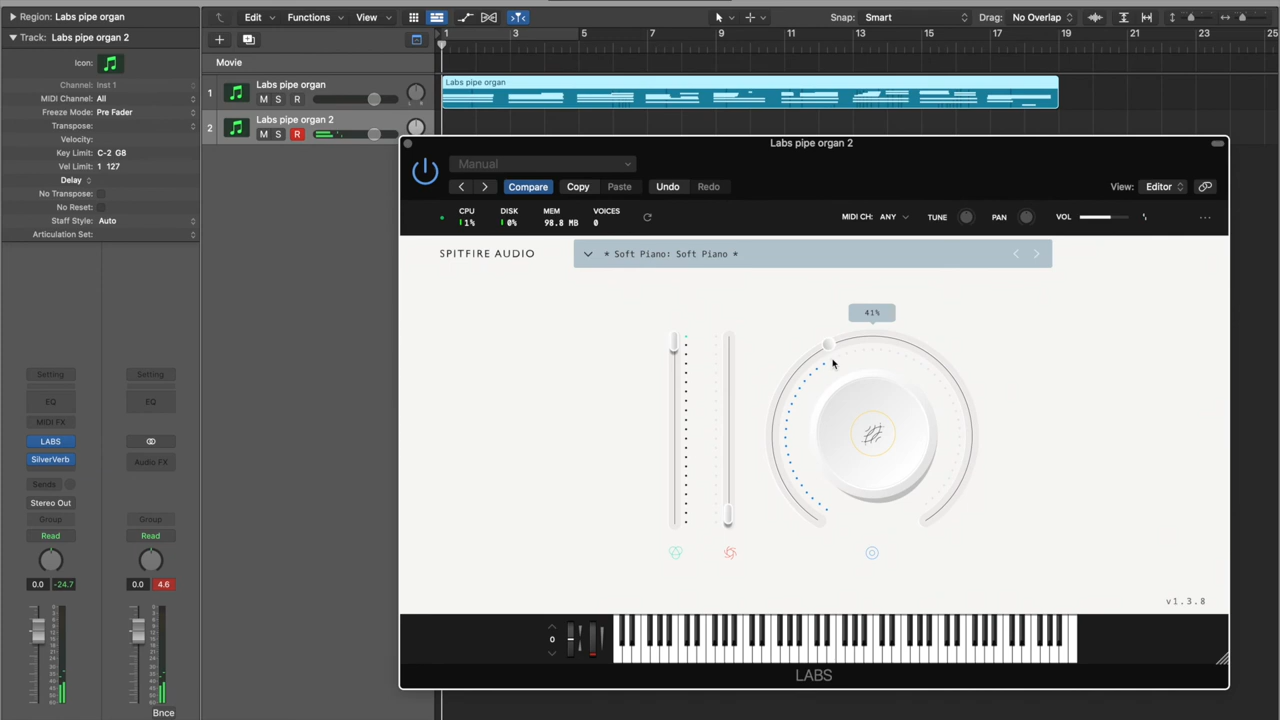 Region: Labs pipe organ
Edit Functions View Snap: Smart Drag: No Overlap
Track: Labs pipe organ 2
1 3 5 7 9 11 13 15 17 19 21 23 25
Icon:
Movie
Channel: Inst 1
MIDI Channel: All
Freeze Mode: Pre Fader
Transpose:
Velocity:
Key Limit: C-2 G8
Vel Limit: 1 127
Delay
No Transpose:
No Reset:
Staff Style: Auto
Articulation Set:
1 Labs pipe organ
M S R
L R
Labs pipe organ
2 Labs pipe organ 2
M S R
Labs pipe organ 2
Manual
Compare Copy Paste Undo Redo View: Editor
CPU DISK MEM VOICES
1% 0% 98.8 MB 0
MIDI CH: ANY TUNE PAN VOL
SPITFIRE AUDIO
* Soft Piano: Soft Piano *
41%
v1.3.8
0
LABS
Setting Setting
EQ EQ
MIDI FX
LABS
SilverVerb Audio FX
Sends
Stereo Out
Group Group
Read Read
0.0 -24.7 0.0 4.6
Bnce